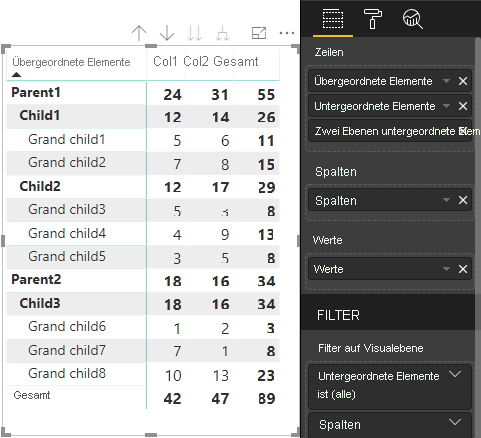 Übergeordnete Elemente Col1 Col2 Gesamt
Parent1 24 31 55
Child1 12 14 26
Grand child1 5 6 11
Grand child2 7 8 15
Child2 12 17 29
Grand child3 5 3 8
Grand child4 4 9 13
Grand child5 3 5 8
Parent2 18 16 34
Child3 18 16 34
Grand child6 1 2 3
Grand child7 7 1 8
Grand child8 10 13 23
Gesamt 42 47 89
Zeilen
Übergeordnete Elemente
Untergeordnete Elemente
Zwei Ebenen untergeordnete Elem
Spalten
Spalten
Werte
Werte
FILTER
Filter auf Visualebene
Untergeordnete Elemente
ist (alle)
Spalten